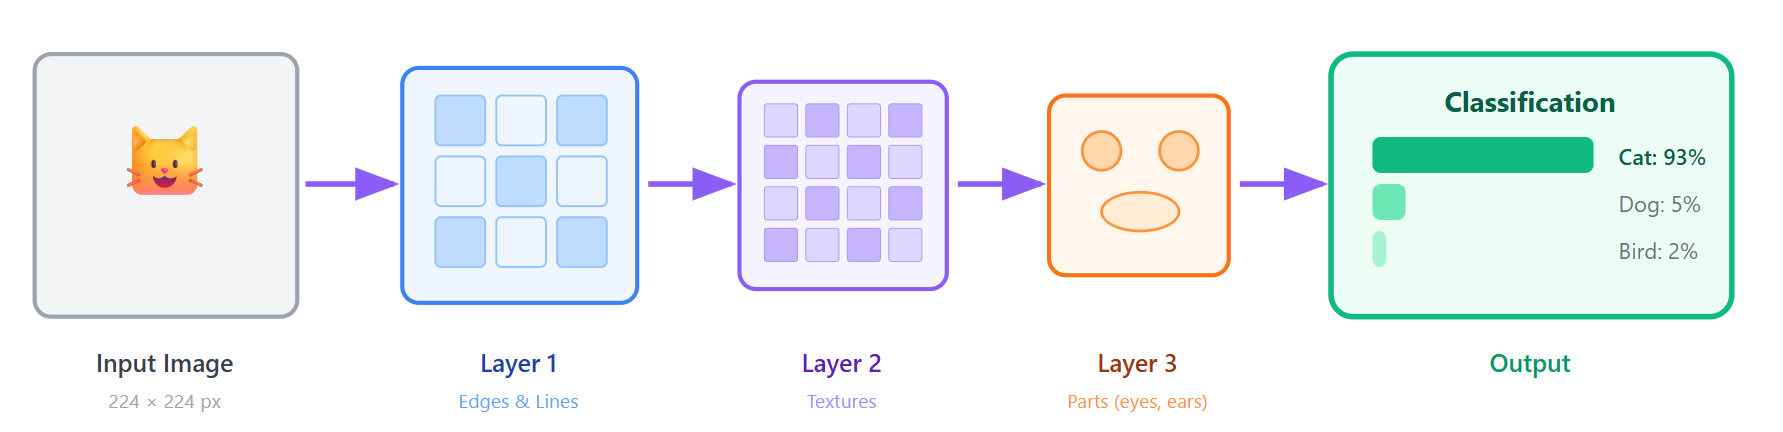 Classification
Cat: 93%
Dog: 5%
Bird: 2%
Input Image
224 × 224 px
Layer 1
Edges & Lines
Layer 2
Textures
Layer 3
Parts (eyes, ears)
Output